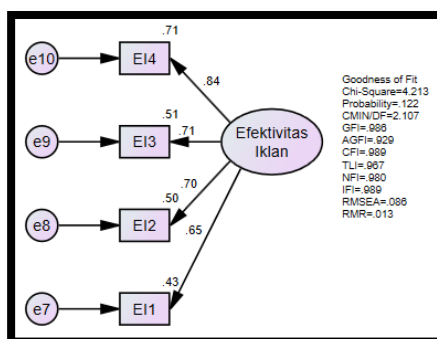 .71
e10
EI4
.84
.51
e9
EI3
.71
Efektivitas
Iklan
.70
.50
e8
EI2
.65
.43
e7
EI1
Goodness of Fit
Chi-Square=4.213
Probability=.122
CMIN/DF=2.107
GFI=.986
AGFI=.929
CFI=.989
TLI=.967
NFI=.980
IFI=.989
RMSEA=.086
RMR=.013